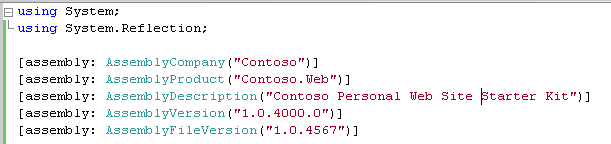 using System;
using System.Reflection;
[assembly: AssemblyCompany("Contoso")]
[assembly: AssemblyProduct("Contoso.Web")]
[assembly: AssemblyDescription("Contoso Personal Web Site Starter Kit")]
[assembly: AssemblyVersion("1.0.4000.0")]
[assembly: AssemblyFileVersion("1.0.4567")]